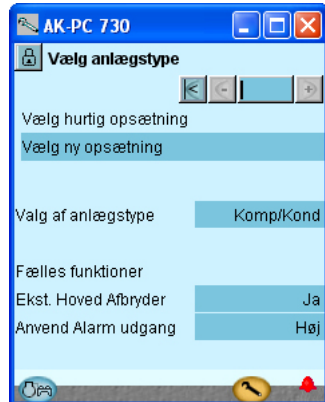 AK-PC 730
Vælg anlægstype
Vælg hurtig opsætning
Vælg ny opsætning
Valg af anlægstype Komp/Kond
Fælles funktioner
Ekst. Hoved Afbryder Ja
Anvend Alarm udgang Høj